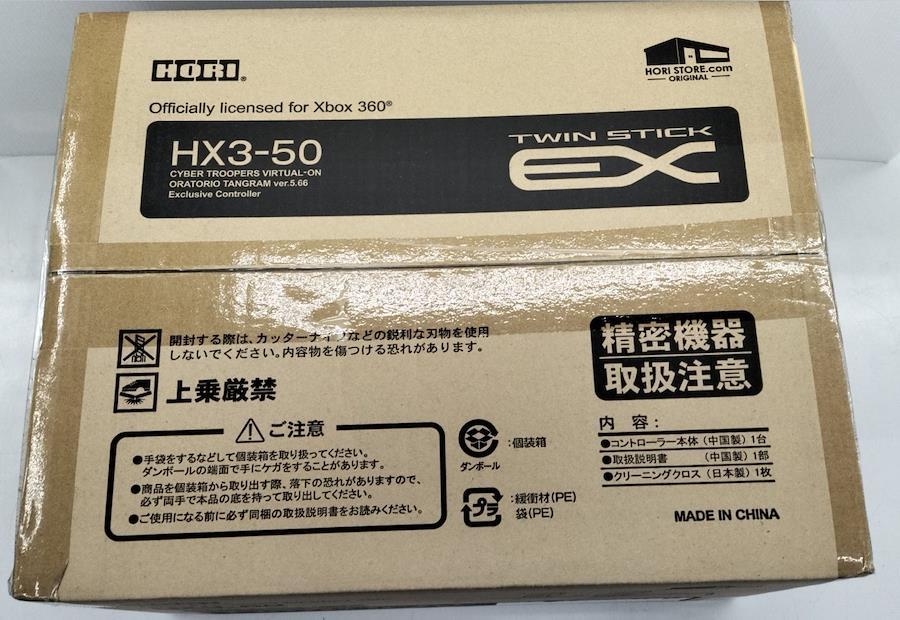 HORI®
HORI STORE.com
ORIGINAL
Officially licensed for Xbox 360®
HX3-50
CYBER TROOPERS VIRTUAL-ON
ORATORIO TANGRAM ver.5.66
Exclusive Controller
TWIN STICK
EX
開封する際は、カッターナイフなどの鋭利な刃物を使用
しないでください。内容物を傷つける恐れがあります。
上乗厳禁
精密機器
取扱注意
⚠ご注意
●手袋をするなどして個装箱を取り扱ってください。
ダンボールの端面で手にケガをすることがあります。
●商品を個装箱から取り出す際、落下の恐れがありますので、
必ず両手で本品の底を持って取り出してください。
●ご使用になる前に必ず同梱の取扱説明書をお読みください。
ダンボール
:個装箱
プラ
:緩衝材(PE)
袋(PE)
内 容:
●コントローラー本体(中国製)1台
●取扱説明書 (中国製)1部
●クリーニングクロス(日本製)1枚
MADE IN CHINA